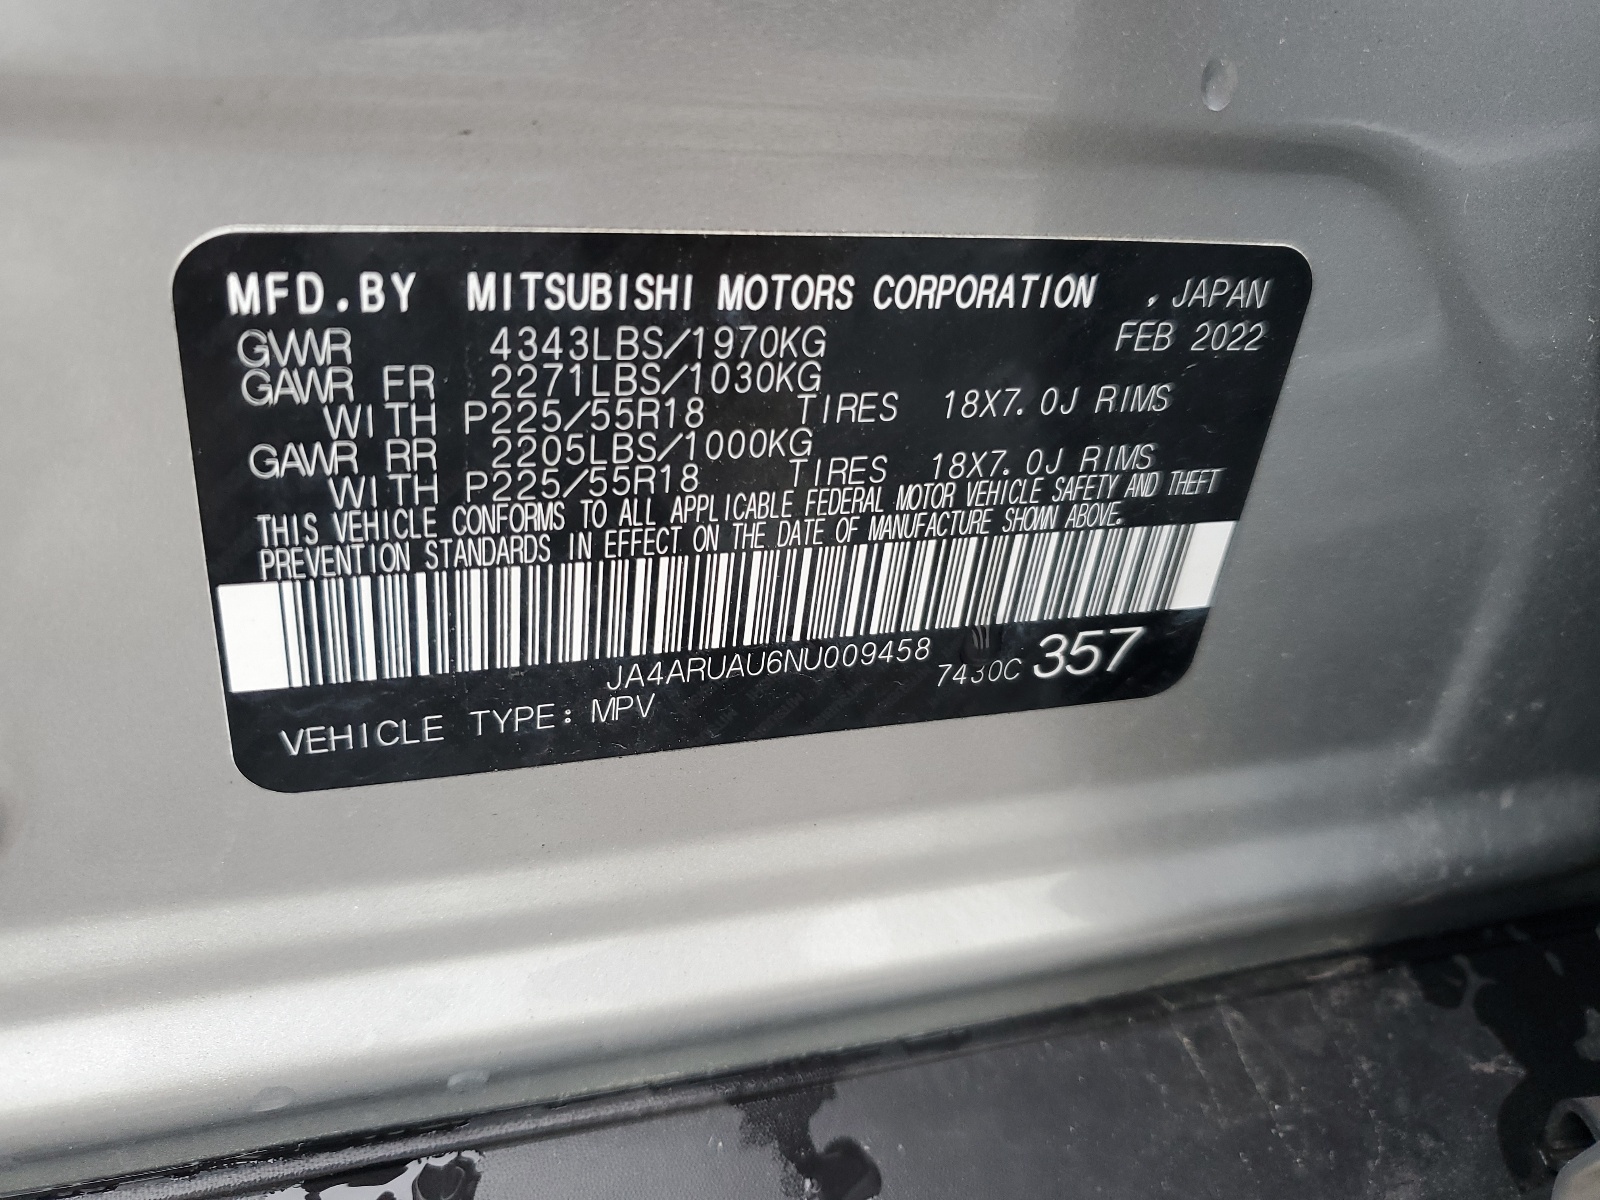 MFD.BY MITSUBISHI MOTORS CORPORATION , JAPAN
GVWR 4343LBS/1970KG FEB 2022
GAWR FR 2271LBS/1030KG
WITH P225/55R18 TIRES 18X7.0J RIMS
GAWR RR 2205LBS/1000KG
WITH P225/55R18 TIRES 18X7.0J RIMS
THIS VEHICLE CONFORMS TO ALL APPLICABLE FEDERAL MOTOR VEHICLE SAFETY AND THEFT
PREVENTION STANDARDS IN EFFECT ON THE DATE OF MANUFACTURE SHOWN ABOVE.
JA4ARUAU6NU009458 7430C 357
VEHICLE TYPE: MPV